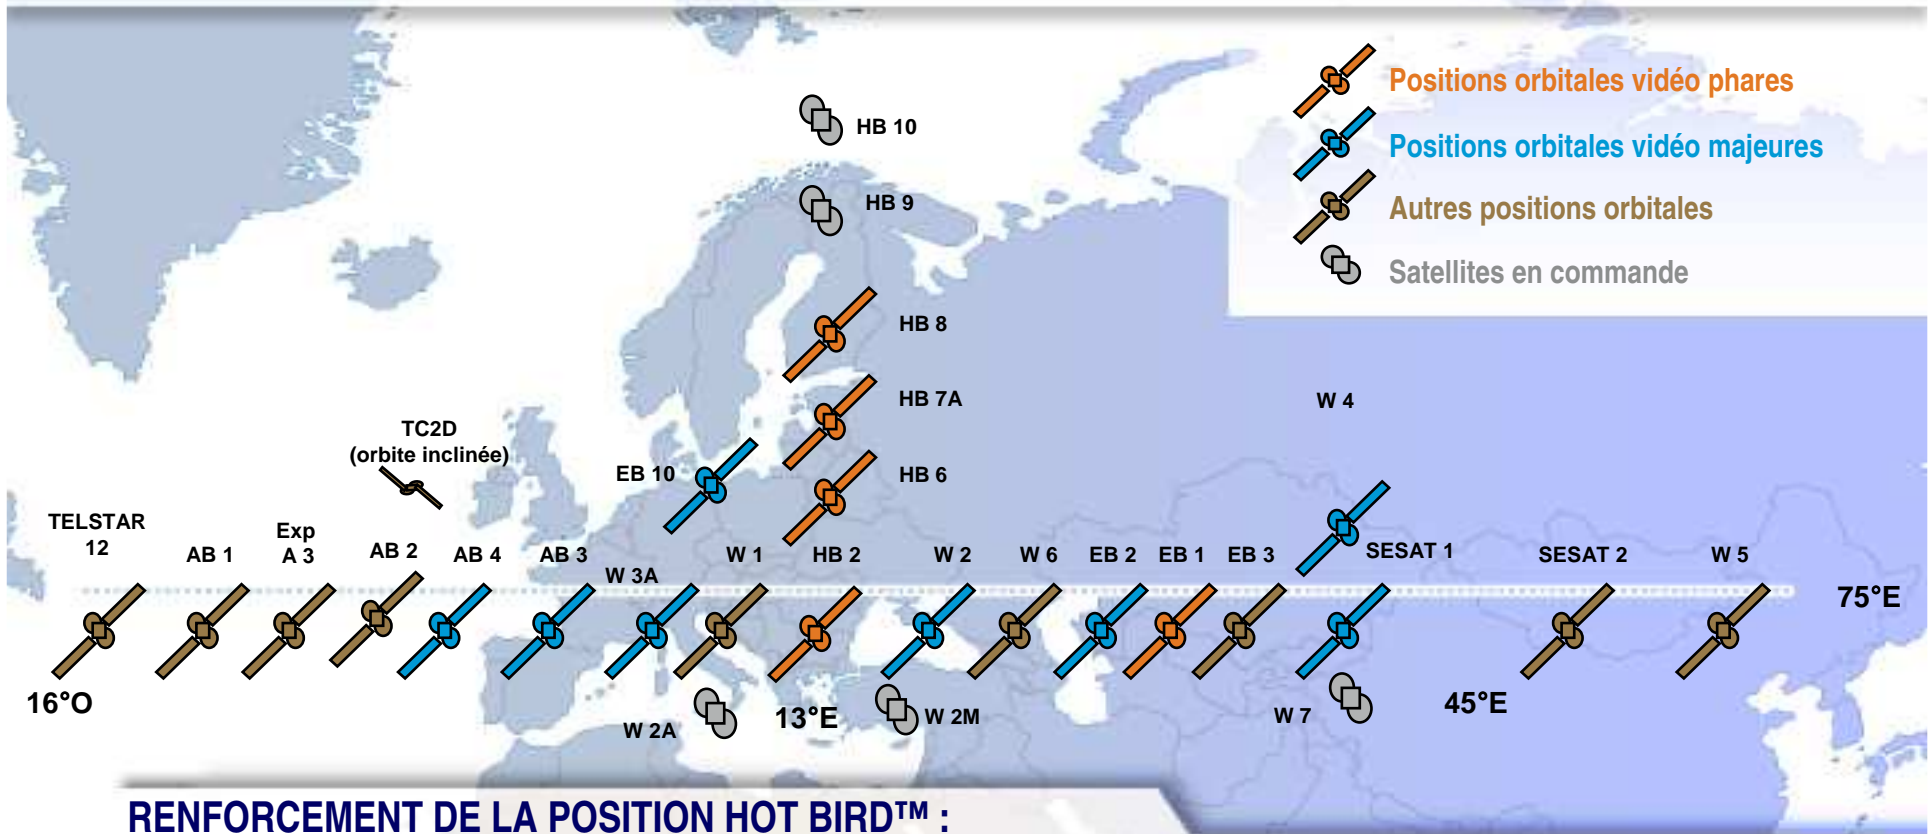 Positions orbitales vidéo phares
Positions orbitales vidéo majeures
Autres positions orbitales
Satellites en commande
HB 10
HB 9
HB 8
HB 7A
HB 6
W 4
TC2D
(orbite inclinée)
EB 10
TELSTAR
12
AB 1
Exp
A 3
AB 2
AB 4
AB 3
W 3A
W 1
HB 2
W 2
W 6
EB 2
EB 1
EB 3
SESAT 1
SESAT 2
W 5
75°E
16°O
W 2A
13°E
W 2M
W 7
45°E
RENFORCEMENT DE LA POSITION HOT BIRD™ :